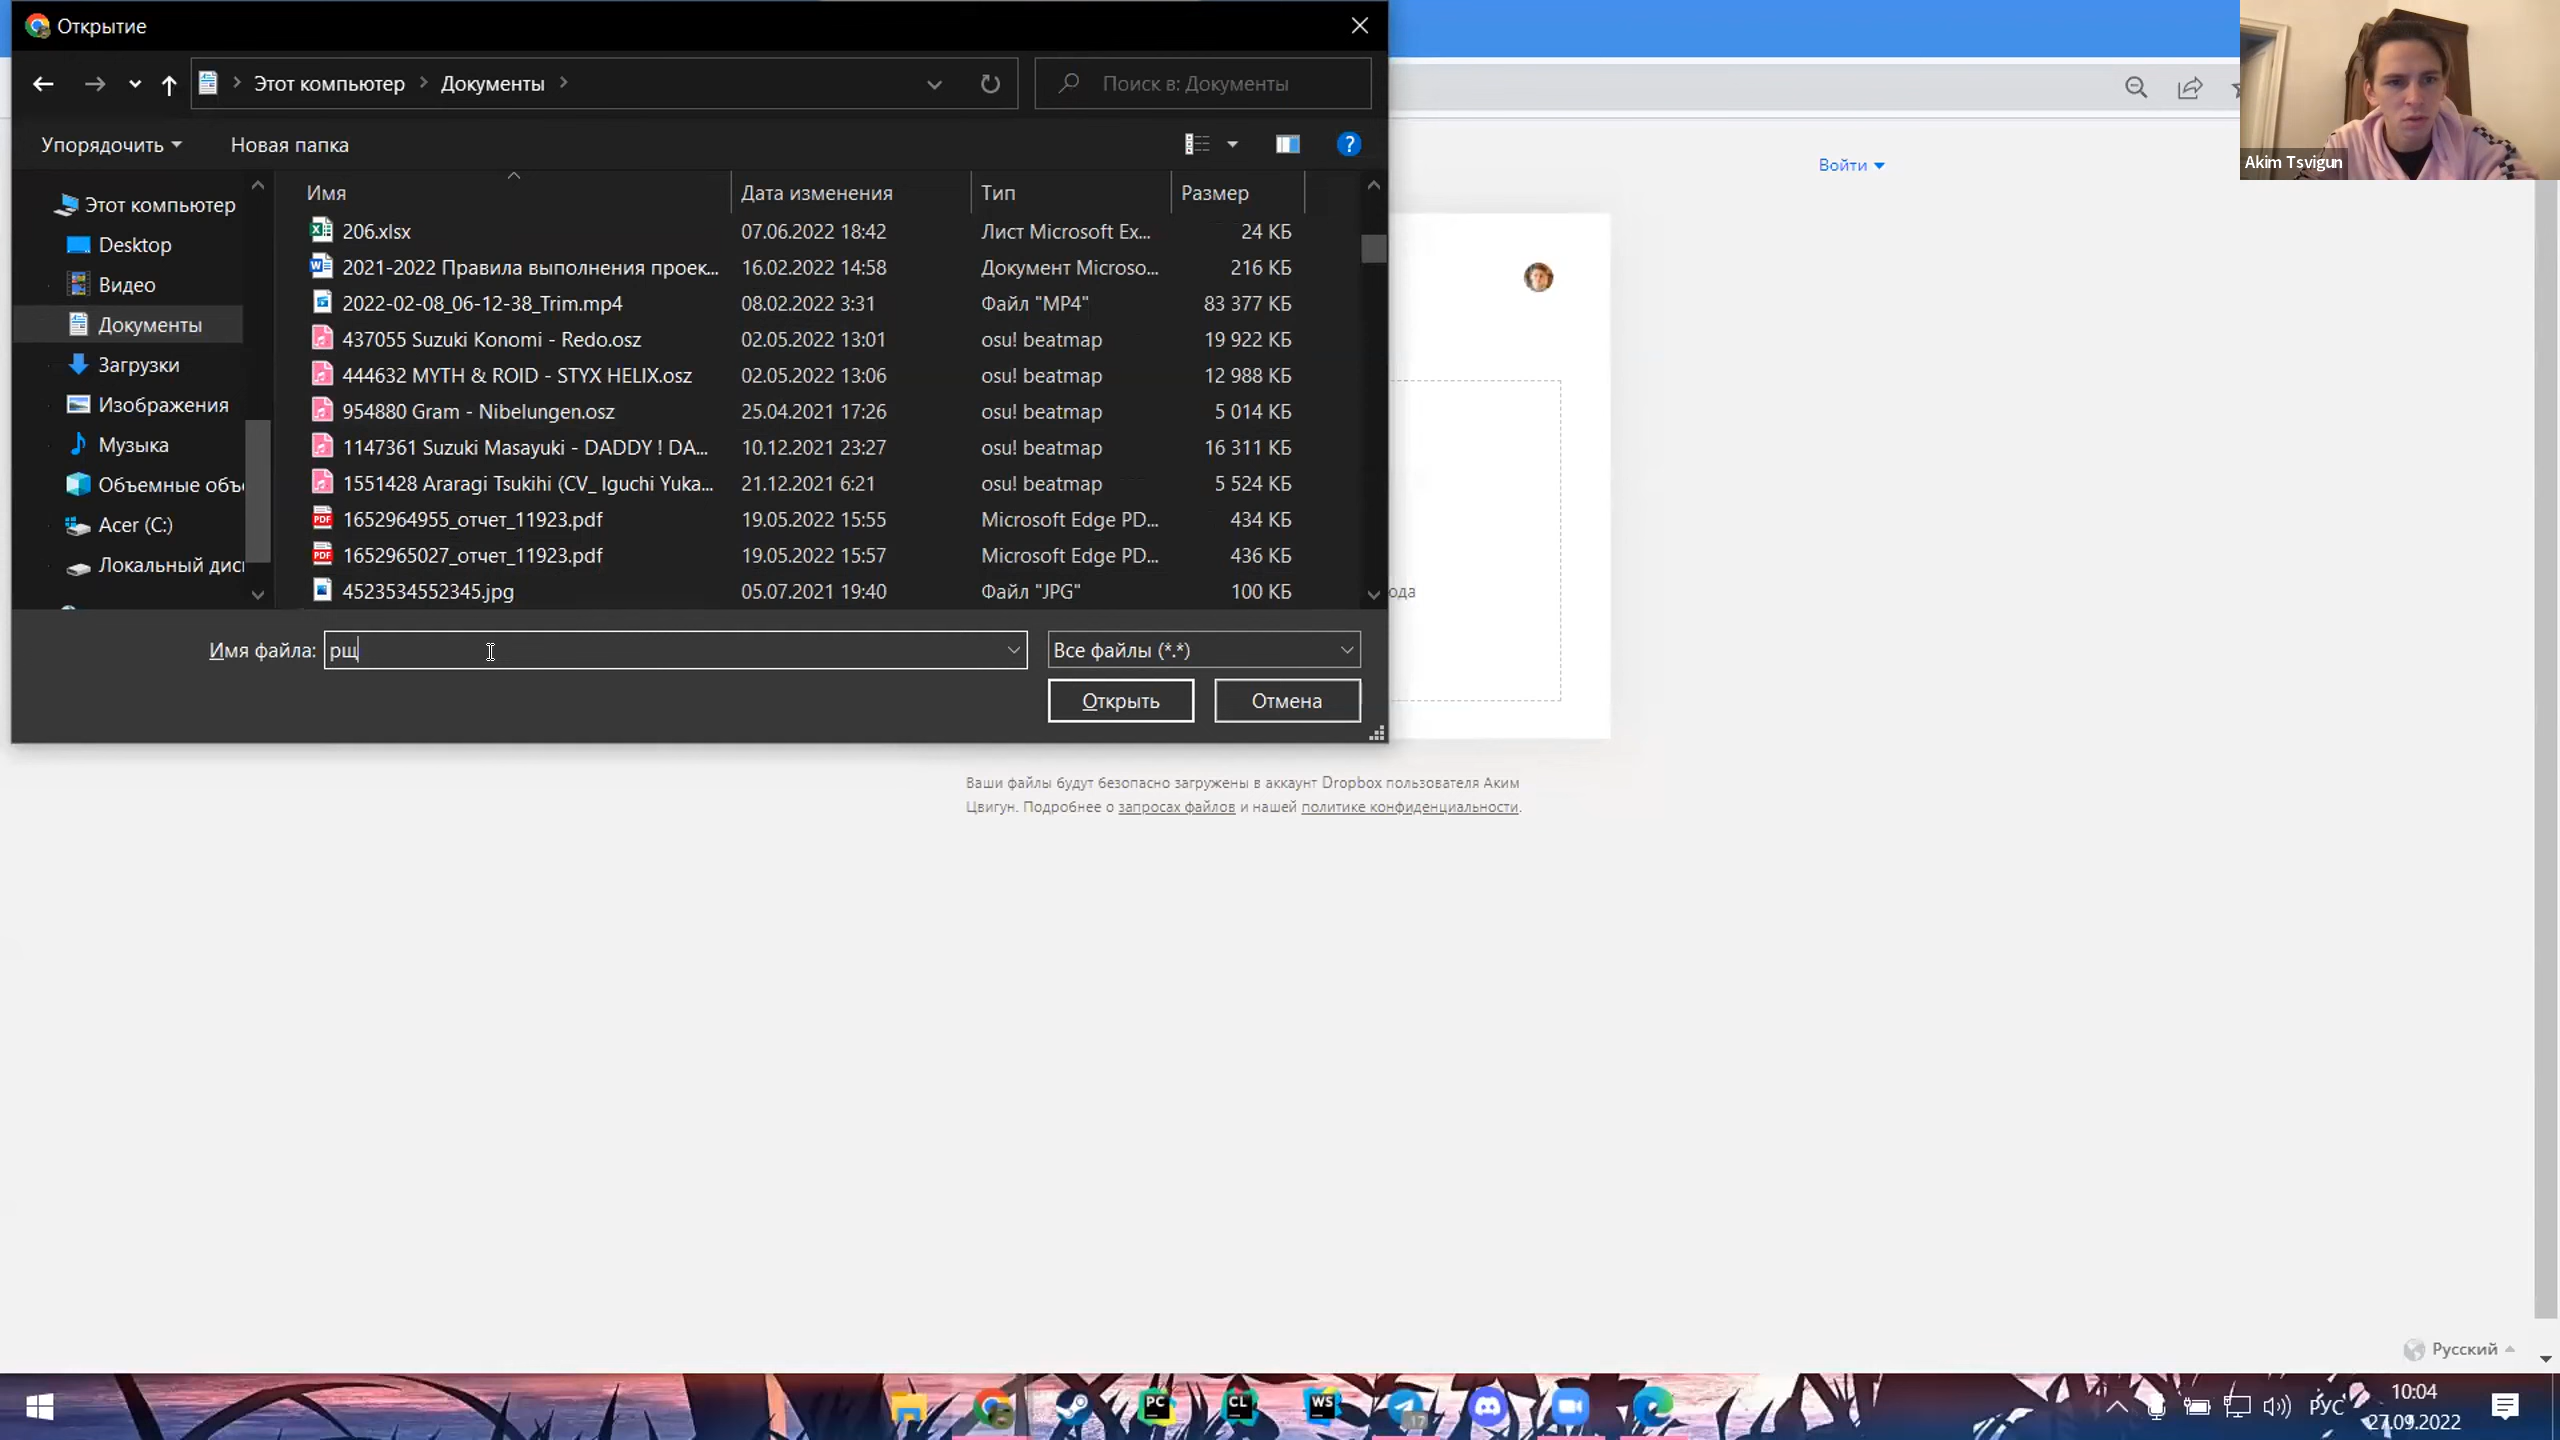 Открытие
Этот компьютер
Документы
Поиск в: Документы
Упорядочить
Новая папка
Этот компьютер
Desktop
Видео
Документы
Загрузки
Изображения
Музыка
Объемные объ
Acer (C:)
Локальный дис
Имя Дата изменения Тип Размер
206.xlsx 07.06.2022 18:42 Лист Microsoft Ex... 24 КБ
2021-2022 Правила выполнения проек... 16.02.2022 14:58 Документ Microso... 216 КБ
2022-02-08_06-12-38_Trim.mp4 08.02.2022 3:31 Файл "MP4" 83 377 КБ
437055 Suzuki Konomi - Redo.osz 02.05.2022 13:01 osu! beatmap 19 922 КБ
444632 MYTH & ROID - STYX HELIX.osz 02.05.2022 13:06 osu! beatmap 12 988 КБ
954880 Gram - Nibelungen.osz 25.04.2021 17:26 osu! beatmap 5 014 КБ
1147361 Suzuki Masayuki - DADDY ! DA... 10.12.2021 23:27 osu! beatmap 16 311 КБ
1551428 Araragi Tsukihi (CV_ Iguchi Yuka... 21.12.2021 6:21 osu! beatmap 5 524 КБ
1652964955_отчет_11923.pdf 19.05.2022 15:55 Microsoft Edge PD... 434 КБ
1652965027_отчет_11923.pdf 19.05.2022 15:57 Microsoft Edge PD... 436 КБ
4523534552345.jpg 05.07.2021 19:40 Файл "JPG" 100 КБ
Имя файла: рщ
Все файлы (*.*)
Открыть
Отмена
Войти
Akim Tsvigun
ода
Ваши файлы будут безопасно загружены в аккаунт Dropbox пользователя Аким
Цвигун. Подробнее о запросах файлов и нашей политике конфиденциальности.
Русский
PC
CL
WS
17
РУС
10:04
27.09.2022